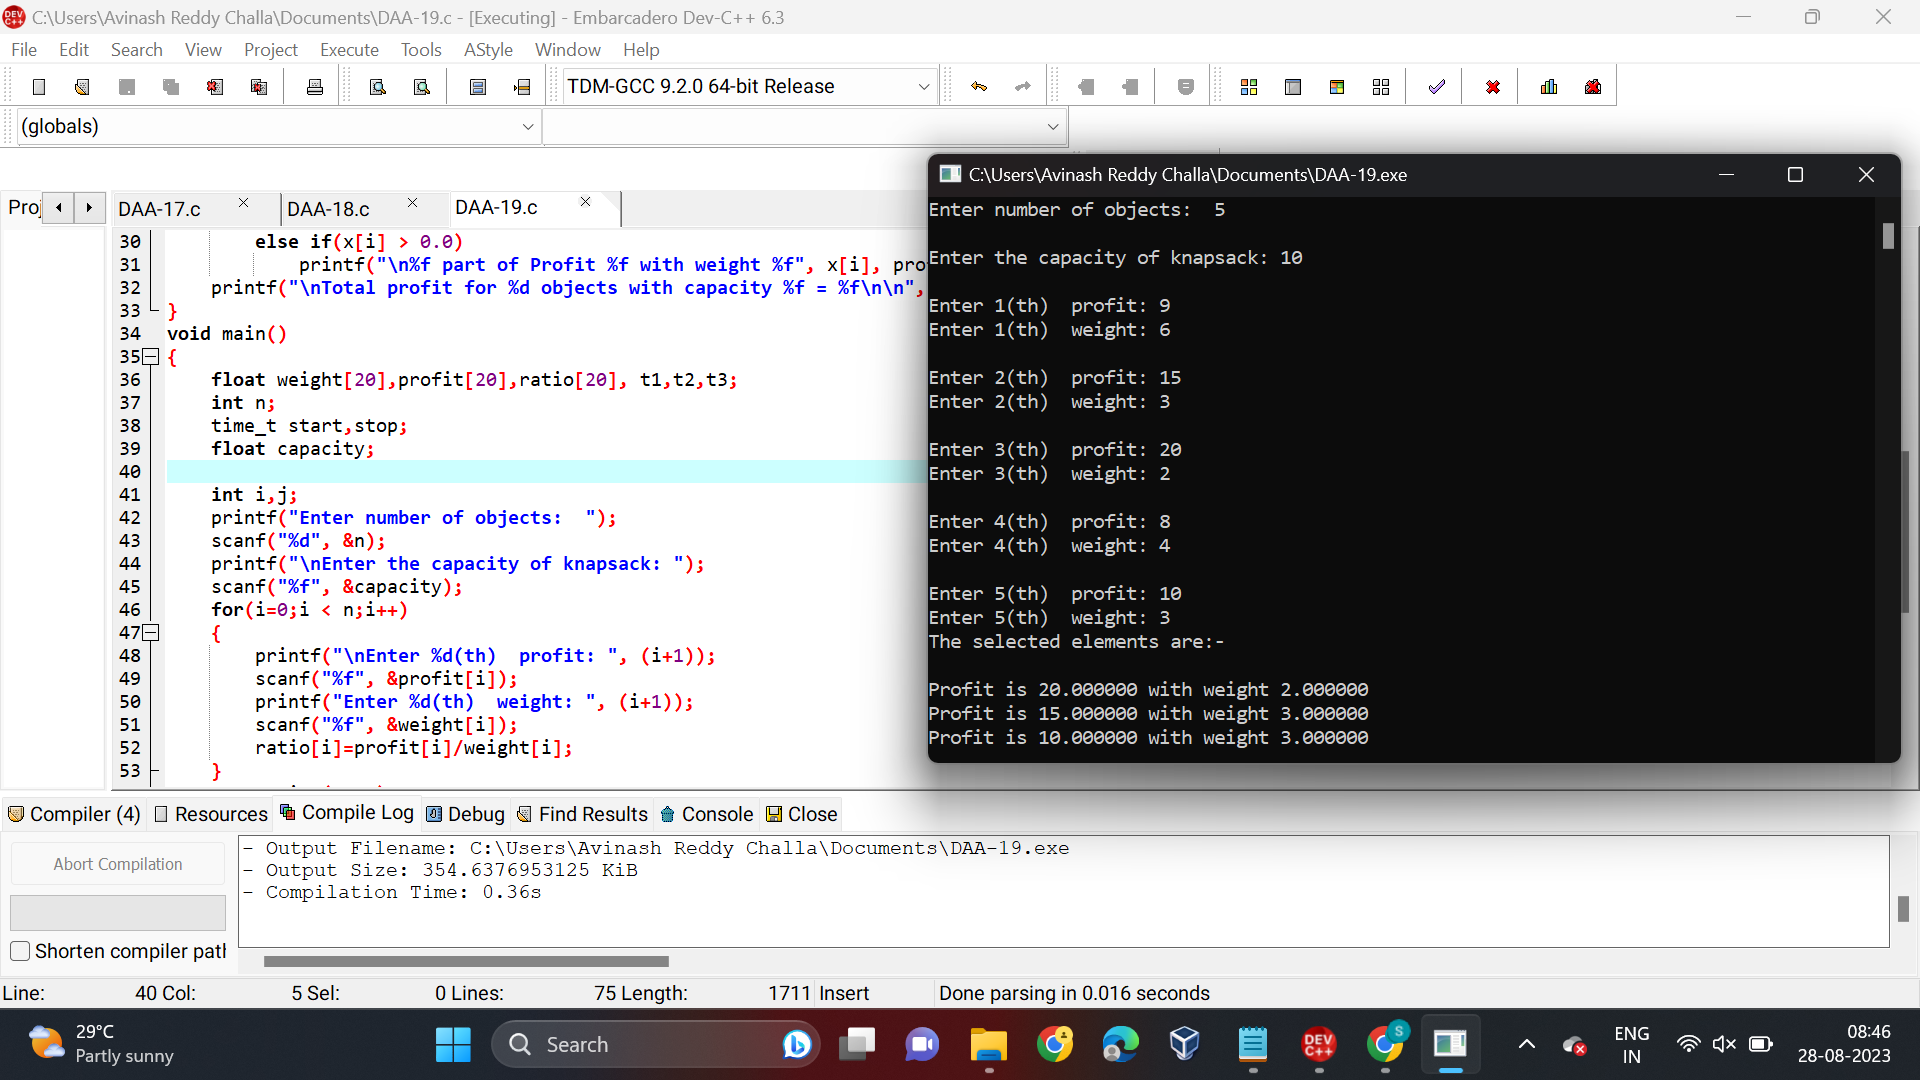 C:\Users\Avinash Reddy Challa\Documents\DAA-19.c - [Executing] - Embarcadero Dev-C++ 6.3
File Edit Search View Project Execute Tools AStyle Window Help
TDM-GCC 9.2.0 64-bit Release
(globals)
Proj DAA-17.c DAA-18.c DAA-19.c
30 else if(x[i] > 0.0)
31 printf("\n%f part of Profit %f with weight %f", x[i], pro
32 printf("\nTotal profit for %d objects with capacity %f = %f\n\n",
33 }
34 void main()
35 {
36 float weight[20],profit[20],ratio[20], t1,t2,t3;
37 int n;
38 time_t start,stop;
39 float capacity;
40
41 int i,j;
42 printf("Enter number of objects:  ");
43 scanf("%d", &n);
44 printf("\nEnter the capacity of knapsack: ");
45 scanf("%f", &capacity);
46 for(i=0;i < n;i++)
47 {
48 printf("\nEnter %d(th)  profit: ", (i+1));
49 scanf("%f", &profit[i]);
50 printf("Enter %d(th)  weight: ", (i+1));
51 scanf("%f", &weight[i]);
52 ratio[i]=profit[i]/weight[i];
53 }
C:\Users\Avinash Reddy Challa\Documents\DAA-19.exe
Enter number of objects:  5
Enter the capacity of knapsack: 10
Enter 1(th)  profit: 9
Enter 1(th)  weight: 6
Enter 2(th)  profit: 15
Enter 2(th)  weight: 3
Enter 3(th)  profit: 20
Enter 3(th)  weight: 2
Enter 4(th)  profit: 8
Enter 4(th)  weight: 4
Enter 5(th)  profit: 10
Enter 5(th)  weight: 3
The selected elements are:-
Profit is 20.000000 with weight 2.000000
Profit is 15.000000 with weight 3.000000
Profit is 10.000000 with weight 3.000000
Compiler (4) Resources Compile Log Debug Find Results Console Close
Abort Compilation
Shorten compiler path
- Output Filename: C:\Users\Avinash Reddy Challa\Documents\DAA-19.exe
- Output Size: 354.6376953125 KiB
- Compilation Time: 0.36s
Line: 40 Col: 5 Sel: 0 Lines: 75 Length: 1711 Insert Done parsing in 0.016 seconds
29°C
Partly sunny
Search
DEV C++
S
ENG
IN
08:46
28-08-2023